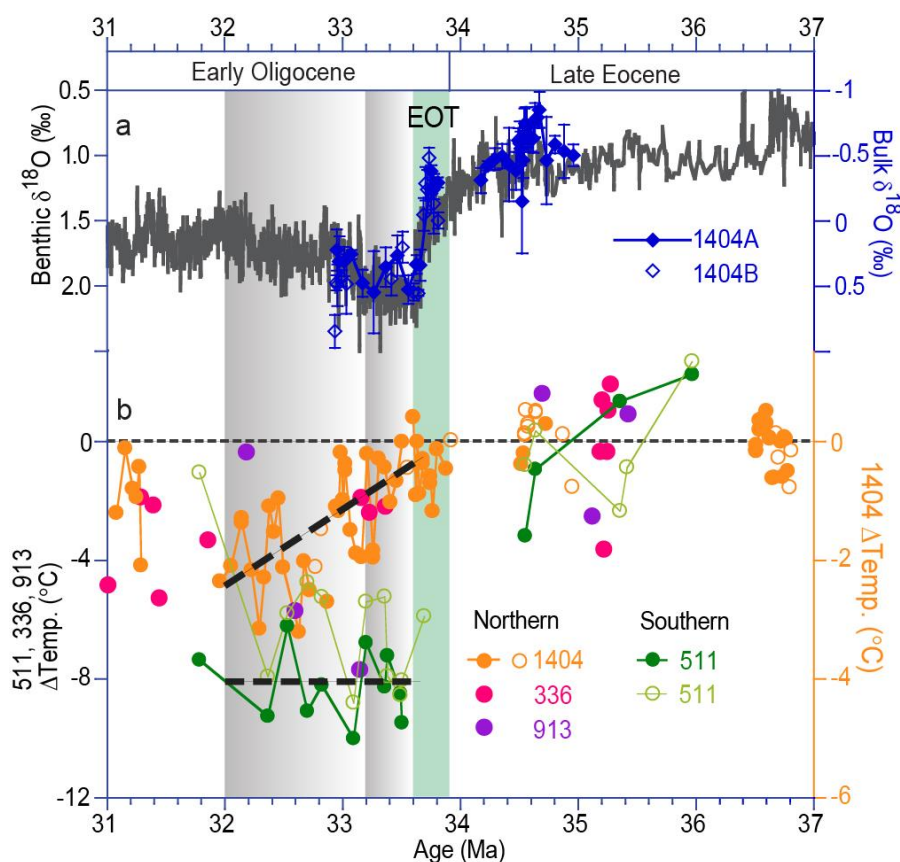 31 32 33 34 35 36 37
Early Oligocene Late Eocene
0.5 -1
a EOT
1.0 -0.5
1.5 0
2.0 0.5
Benthic δ18O (‰)
Bulk δ18O (‰)
1404A
1404B
b
0 0
-4 -2
-8 -4
-12 -6
511, 336, 913
ΔTemp. (°C)
1404 ΔTemp. (°C)
Northern Southern
1404 511
336 511
913
31 32 33 34 35 36 37
Age (Ma)